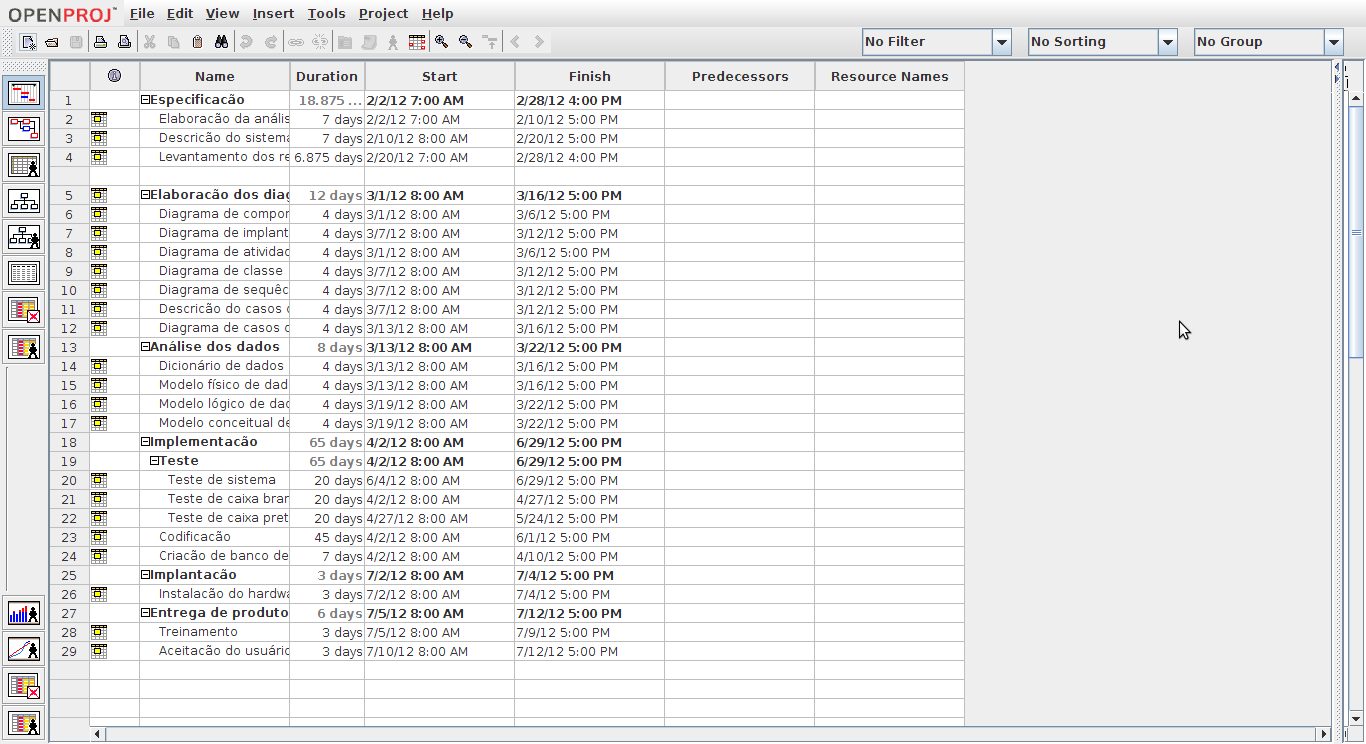 OPENPROJ™ File Edit View Insert Tools Project Help
No Filter No Sorting No Group
Name Duration Start Finish Predecessors Resource Names
1 Especificacão 18.875 ... 2/2/12 7:00 AM 2/28/12 4:00 PM
2 Elaboracão da anális 7 days 2/2/12 7:00 AM 2/10/12 5:00 PM
3 Descricão do sistema 7 days 2/10/12 8:00 AM 2/20/12 5:00 PM
4 Levantamento dos re 6.875 days 2/20/12 7:00 AM 2/28/12 4:00 PM
5 Elaboracão dos diag 12 days 3/1/12 8:00 AM 3/16/12 5:00 PM
6 Diagrama de compor 4 days 3/1/12 8:00 AM 3/6/12 5:00 PM
7 Diagrama de implant 4 days 3/7/12 8:00 AM 3/12/12 5:00 PM
8 Diagrama de atividad 4 days 3/1/12 8:00 AM 3/6/12 5:00 PM
9 Diagrama de classe 4 days 3/7/12 8:00 AM 3/12/12 5:00 PM
10 Diagrama de sequêc 4 days 3/7/12 8:00 AM 3/12/12 5:00 PM
11 Descricão do casos 4 days 3/7/12 8:00 AM 3/12/12 5:00 PM
12 Diagrama de casos 4 days 3/13/12 8:00 AM 3/16/12 5:00 PM
13 Análise dos dados 8 days 3/13/12 8:00 AM 3/22/12 5:00 PM
14 Dicionário de dados 4 days 3/13/12 8:00 AM 3/16/12 5:00 PM
15 Modelo físico de dad 4 days 3/13/12 8:00 AM 3/16/12 5:00 PM
16 Modelo lógico de dad 4 days 3/19/12 8:00 AM 3/22/12 5:00 PM
17 Modelo conceitual de 4 days 3/19/12 8:00 AM 3/22/12 5:00 PM
18 Implementacão 65 days 4/2/12 8:00 AM 6/29/12 5:00 PM
19 Teste 65 days 4/2/12 8:00 AM 6/29/12 5:00 PM
20 Teste de sistema 20 days 6/4/12 8:00 AM 6/29/12 5:00 PM
21 Teste de caixa brar 20 days 4/2/12 8:00 AM 4/27/12 5:00 PM
22 Teste de caixa pret 20 days 4/27/12 8:00 AM 5/24/12 5:00 PM
23 Codificacão 45 days 4/2/12 8:00 AM 6/1/12 5:00 PM
24 Criacão de banco de 7 days 4/2/12 8:00 AM 4/10/12 5:00 PM
25 Implantacão 3 days 7/2/12 8:00 AM 7/4/12 5:00 PM
26 Instalacão do hardwa 3 days 7/2/12 8:00 AM 7/4/12 5:00 PM
27 Entrega de produto 6 days 7/5/12 8:00 AM 7/12/12 5:00 PM
28 Treinamento 3 days 7/5/12 8:00 AM 7/9/12 5:00 PM
29 Aceitacão do usuário 3 days 7/10/12 8:00 AM 7/12/12 5:00 PM